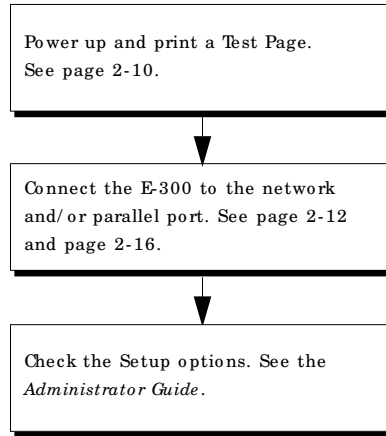 Power up and print a Test Page.
See page 2-10.
Connect the E-300 to the network
and/or parallel port. See page 2-12
and page 2-16.
Check the Setup options. See the
Administrator Guide.